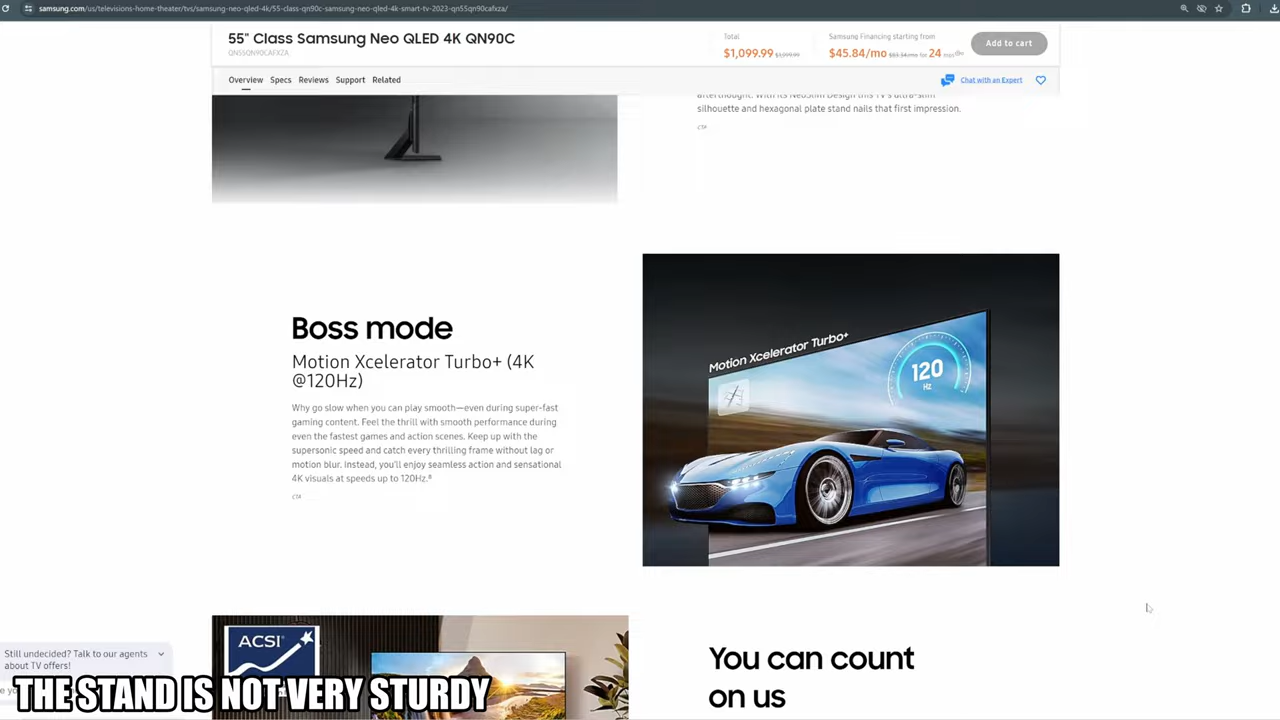 samsung.com/us/televisions-home-theater/tvs/samsung-neo-qled-4k/55-class-qn90c-samsung-neo-qled-4k-smart-tv-2023-qn55qn90cafxza/
55" Class Samsung Neo QLED 4K QN90C
QN55QN90CAFXZA
Total
$1,099.99 $1,999.99
Samsung Financing starting from
$45.84/mo $83.34/mo for 24 mos
Add to cart
Overview Specs Reviews Support Related
Chat with an Expert
afterthought. With its NeoSlim Design this TV's ultra-slim
silhouette and hexagonal plate stand nails that first impression.
CTA
Boss mode
Motion Xcelerator Turbo+ (4K
@120Hz)
Why go slow when you can play smooth—even during super-fast
gaming content. Feel the thrill with smooth performance during
even the fastest games and action scenes. Keep up with the
supersonic speed and catch every thrilling frame without lag or
motion blur. Instead, you'll enjoy seamless action and sensational
4K visuals at speeds up to 120Hz.⁸
CTA
Motion Xcelerator Turbo+
120
Hz
ACSI®
You can count
on us
Still undecided? Talk to our agents
about TV offers!
THE STAND IS NOT VERY STURDY